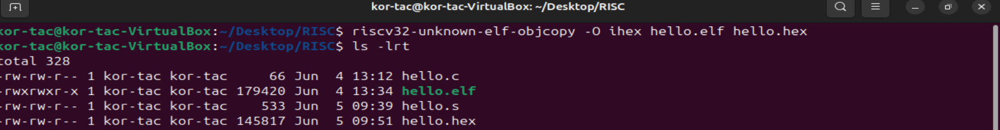 kor-tac@kor-tac-VirtualBox: ~/Desktop/RISC
kor-tac@kor-tac-VirtualBox:~/Desktop/RISC$ riscv32-unknown-elf-objcopy -O ihex hello.elf hello.hex
kor-tac@kor-tac-VirtualBox:~/Desktop/RISC$ ls -lrt
total 328
-rw-rw-r-- 1 kor-tac kor-tac     66 Jun  4 13:12 hello.c
-rwxrwxr-x 1 kor-tac kor-tac 179420 Jun  4 13:34 hello.elf
-rw-rw-r-- 1 kor-tac kor-tac    533 Jun  5 09:39 hello.s
-rw-rw-r-- 1 kor-tac kor-tac 145817 Jun  5 09:51 hello.hex